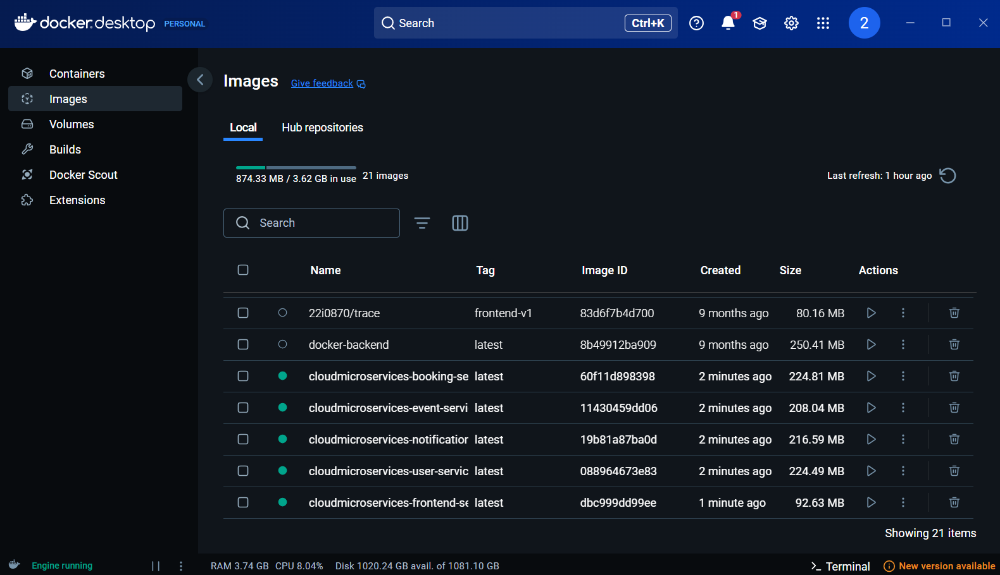 docker.desktop PERSONAL Search Ctrl+K 1 2
Containers
Images
Volumes
Builds
Docker Scout
Extensions
Images Give feedback
Local Hub repositories
874.33 MB / 3.62 GB in use 21 images Last refresh: 1 hour ago
Search
Name Tag Image ID Created Size Actions
22i0870/trace frontend-v1 83d6f7b4d700 9 months ago 80.16 MB
docker-backend latest 8b49912ba909 9 months ago 250.41 MB
cloudmicroservices-booking-se latest 60f11d898398 2 minutes ago 224.81 MB
cloudmicroservices-event-servi latest 11430459dd06 2 minutes ago 208.04 MB
cloudmicroservices-notification latest 19b81a87ba0d 2 minutes ago 216.59 MB
cloudmicroservices-user-servic latest 088964673e83 2 minutes ago 224.49 MB
cloudmicroservices-frontend-se latest dbc999dd99ee 1 minute ago 92.63 MB
Showing 21 items
Engine running RAM 3.74 GB CPU 8.04% Disk 1020.24 GB avail. of 1081.10 GB Terminal New version available